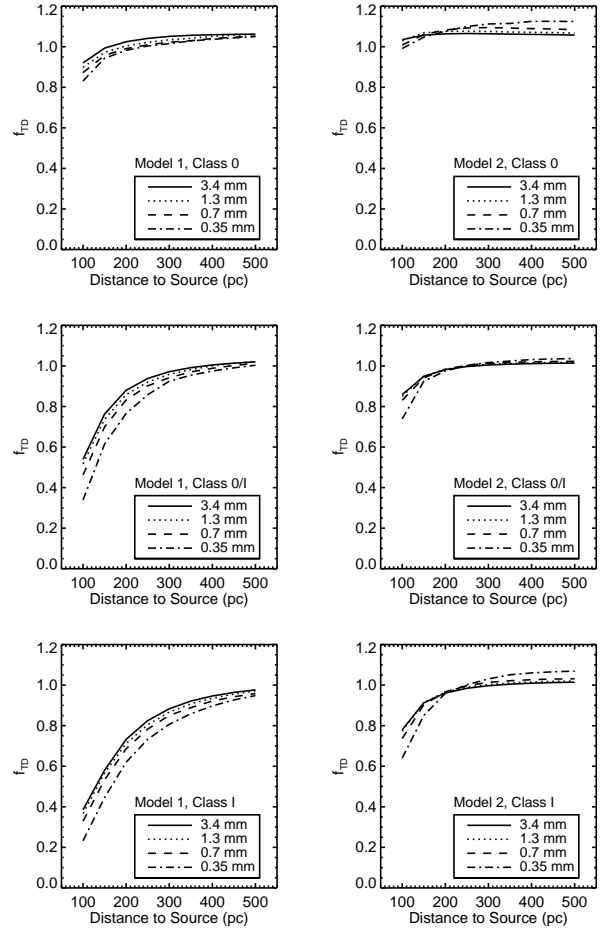 1.2
1.0
0.8
0.6
0.4
0.2
0.0
f_TD
Model 1, Class 0
3.4 mm
1.3 mm
0.7 mm
0.35 mm
100 200 300 400 500
Distance to Source (pc)
1.2
1.0
0.8
0.6
0.4
0.2
0.0
f_TD
Model 2, Class 0
3.4 mm
1.3 mm
0.7 mm
0.35 mm
100 200 300 400 500
Distance to Source (pc)
1.2
1.0
0.8
0.6
0.4
0.2
0.0
f_TD
Model 1, Class 0/I
3.4 mm
1.3 mm
0.7 mm
0.35 mm
100 200 300 400 500
Distance to Source (pc)
1.2
1.0
0.8
0.6
0.4
0.2
0.0
f_TD
Model 2, Class 0/I
3.4 mm
1.3 mm
0.7 mm
0.35 mm
100 200 300 400 500
Distance to Source (pc)
1.2
1.0
0.8
0.6
0.4
0.2
0.0
f_TD
Model 1, Class I
3.4 mm
1.3 mm
0.7 mm
0.35 mm
100 200 300 400 500
Distance to Source (pc)
1.2
1.0
0.8
0.6
0.4
0.2
0.0
f_TD
Model 2, Class I
3.4 mm
1.3 mm
0.7 mm
0.35 mm
100 200 300 400 500
Distance to Source (pc)